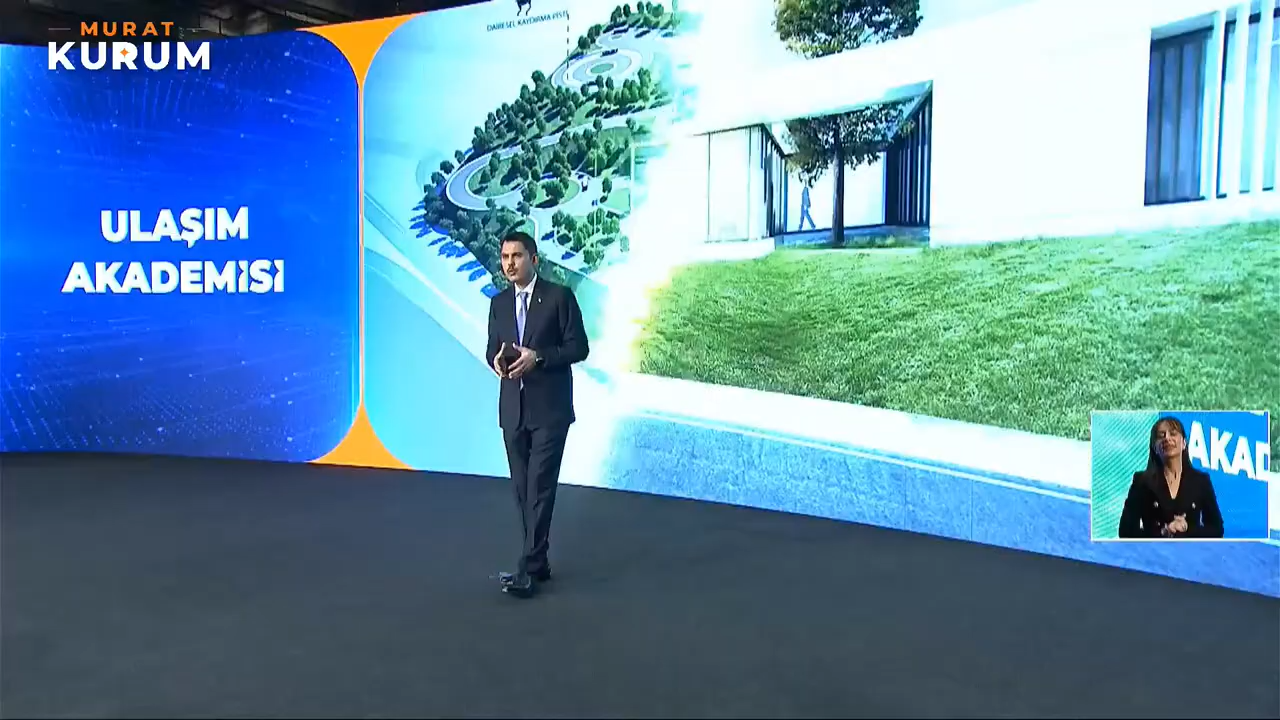 MURAT
KURUM
DAİRESEL KAYDIRMA PİSTİ
ULAŞIM
AKADEMİSİ
AKAD